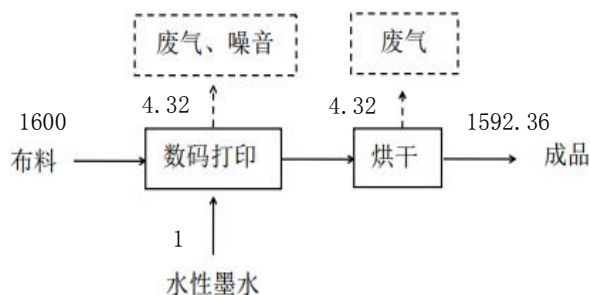 废气、噪音
废气
4.32
4.32
1600
1592.36
布料
数码打印
烘干
成品
1
水性墨水